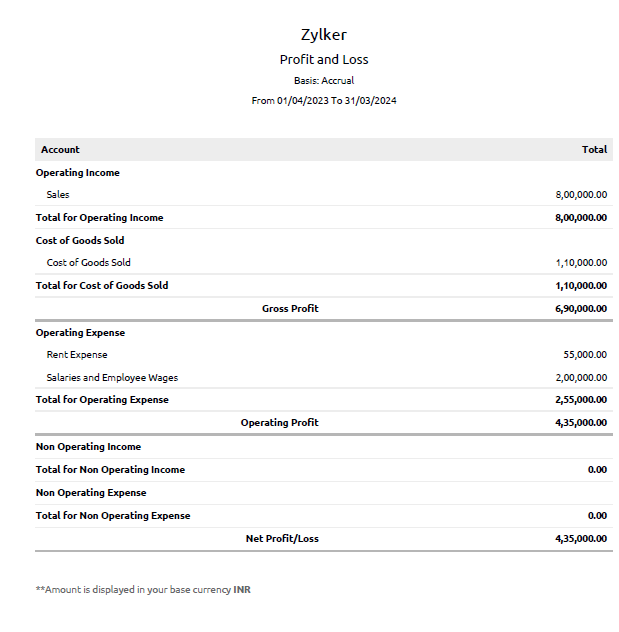 Zylker
Profit and Loss
Basis: Accrual
From 01/04/2023 To 31/03/2024
Account Total
Operating Income
Sales 8,00,000.00
Total for Operating Income 8,00,000.00
Cost of Goods Sold
Cost of Goods Sold 1,10,000.00
Total for Cost of Goods Sold 1,10,000.00
Gross Profit 6,90,000.00
Operating Expense
Rent Expense 55,000.00
Salaries and Employee Wages 2,00,000.00
Total for Operating Expense 2,55,000.00
Operating Profit 4,35,000.00
Non Operating Income
Total for Non Operating Income 0.00
Non Operating Expense
Total for Non Operating Expense 0.00
Net Profit/Loss 4,35,000.00
**Amount is displayed in your base currency INR